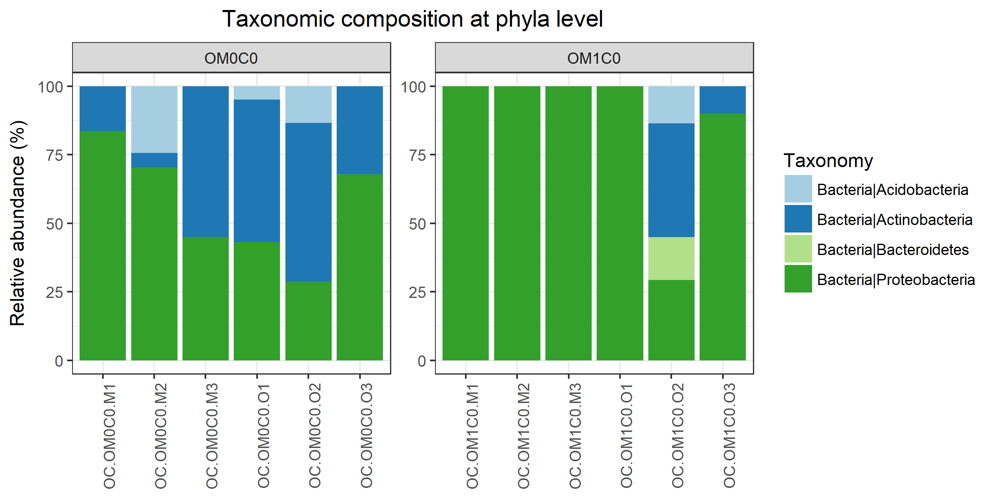 Taxonomic composition at phyla level
OM0C0
OM1C0
Relative abundance (%)
100
75
50
25
0
100
75
50
25
0
OC.OM0C0.M1
OC.OM0C0.M2
OC.OM0C0.M3
OC.OM0C0.O1
OC.OM0C0.O2
OC.OM0C0.O3
OC.OM1C0.M1
OC.OM1C0.M2
OC.OM1C0.M3
OC.OM1C0.O1
OC.OM1C0.O2
OC.OM1C0.O3
Taxonomy
Bacteria|Acidobacteria
Bacteria|Actinobacteria
Bacteria|Bacteroidetes
Bacteria|Proteobacteria